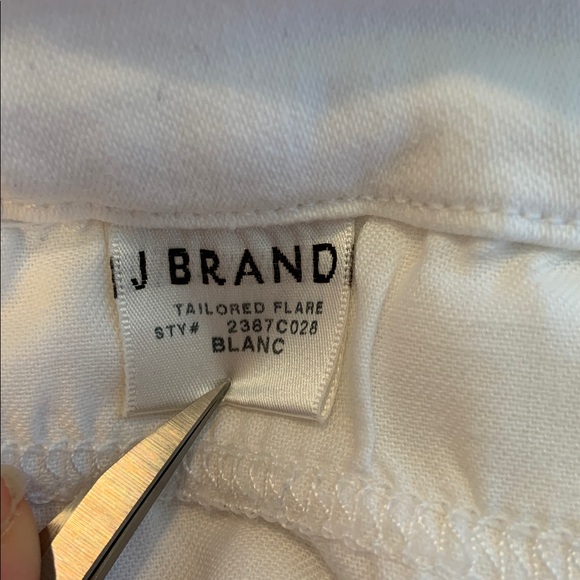 J BRAND
TAILORED FLARE
STY# 2387C028
BLANC